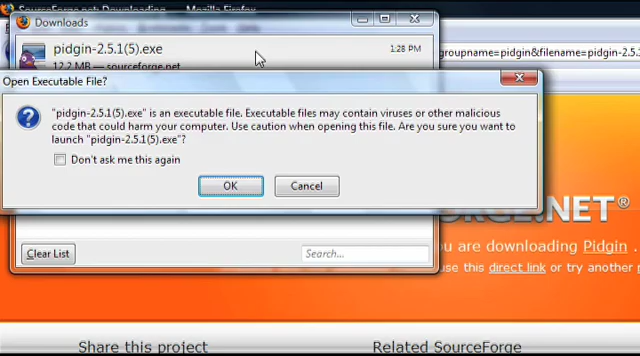 SourceForge.net: Downloading
Mozilla Firefox
Downloads
pidgin-2.5.1(5).exe
1:28 PM
12.2 MB — sourceforge.net
groupname=pidgin&filename=pidgin-2.5
Open Executable File?
"pidgin-2.5.1(5).exe" is an executable file. Executable files may contain viruses or other malicious
code that could harm your computer. Use caution when opening this file. Are you sure you want to
launch "pidgin-2.5.1(5).exe"?
Don't ask me this again
OK
Cancel
ORGE.NET®
ou are downloading Pidgin .
Clear List
Search...
use this direct link or try another
Share this project
Related SourceForge